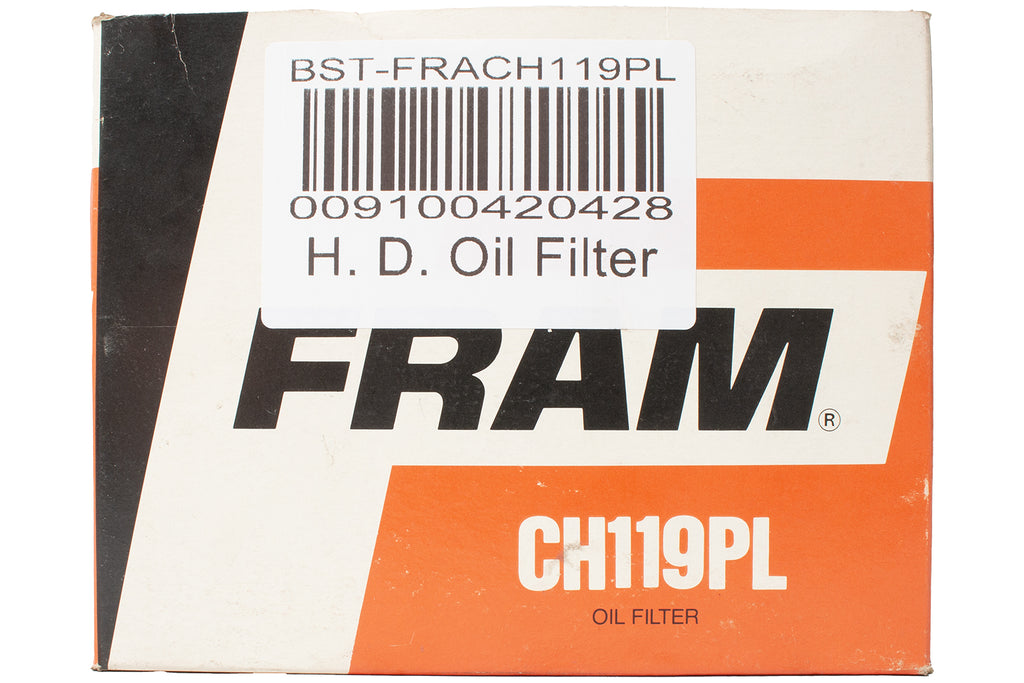 BST-FRACH119PL
009100420428
H. D. Oil Filter
FRAM®
CH119PL
OIL FILTER